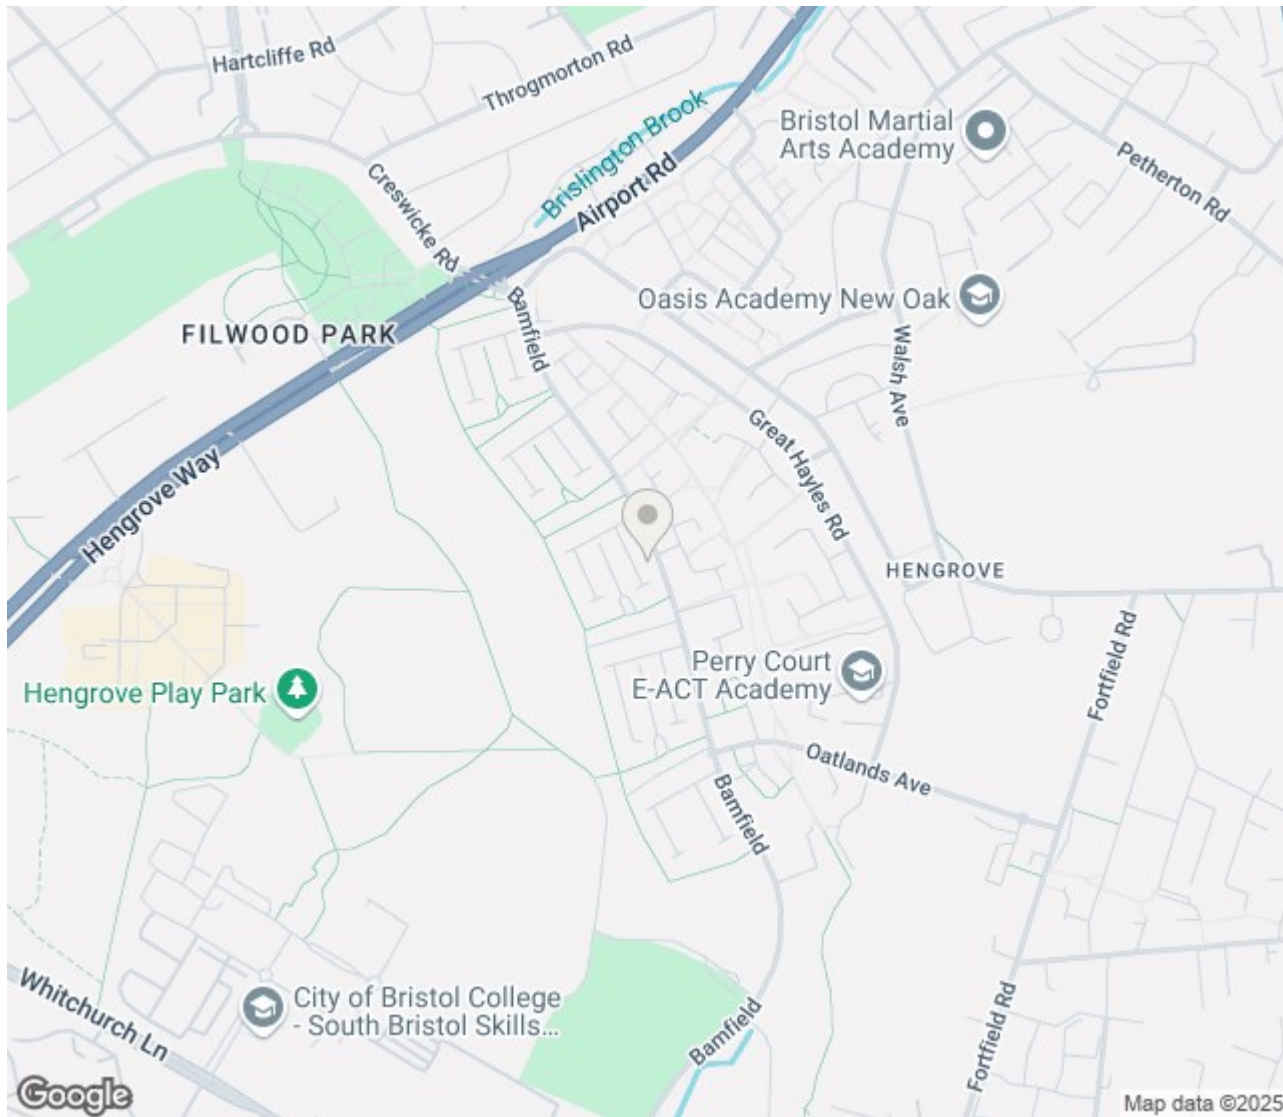 Hartcliffe Rd
Throgmorton Rd
Brislington Brook
Airport Rd
Bristol Martial
Arts Academy
Petherton Rd
Creswicke Rd
Bamfield
Oasis Academy New Oak
FILWOOD PARK
Walsh Ave
Great Hayles Rd
Hengrove Way
HENGROVE
Fortfield Rd
Perry Court
E-ACT Academy
Hengrove Play Park
Oatlands Ave
Bamfield
Whitchurch Ln
City of Bristol College
- South Bristol Skills...
Bamfield
Fortfield Rd
Google
Map data ©2025